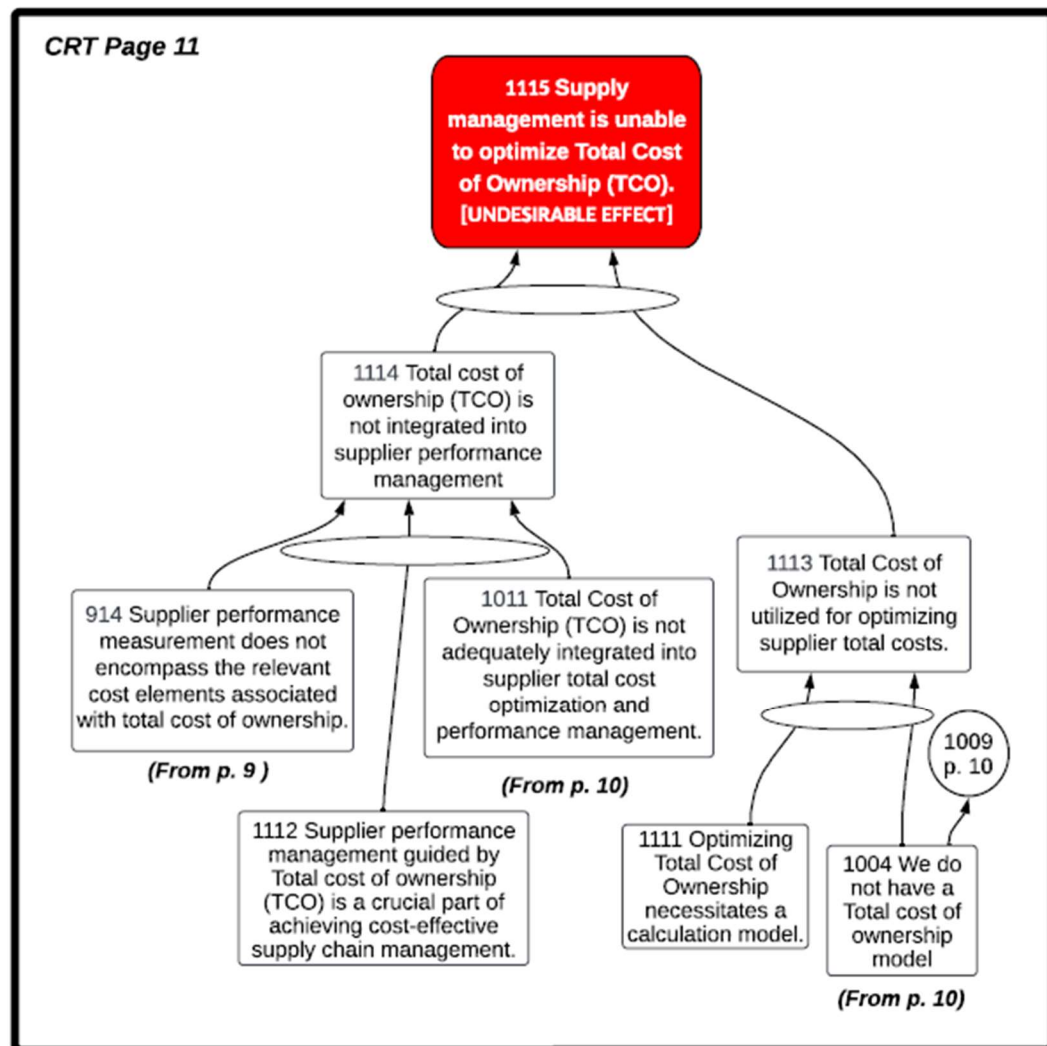 CRT Page 11
1115 Supply
management is unable
to optimize Total Cost
of Ownership (TCO).
[UNDESIRABLE EFFECT]
1114 Total cost of
ownership (TCO) is
not integrated into
supplier performance
management
914 Supplier performance
measurement does not
encompass the relevant
cost elements associated
with total cost of ownership.
(From p. 9 )
1011 Total Cost of
Ownership (TCO) is not
adequately integrated into
supplier total cost
optimization and
performance management.
(From p. 10)
1113 Total Cost of
Ownership is not
utilized for optimizing
supplier total costs.
1009
p. 10
1112 Supplier performance
management guided by
Total cost of ownership
(TCO) is a crucial part of
achieving cost-effective
supply chain management.
1111 Optimizing
Total Cost of
Ownership
necessitates a
calculation model.
1004 We do
not have a
Total cost of
ownership
model
(From p. 10)